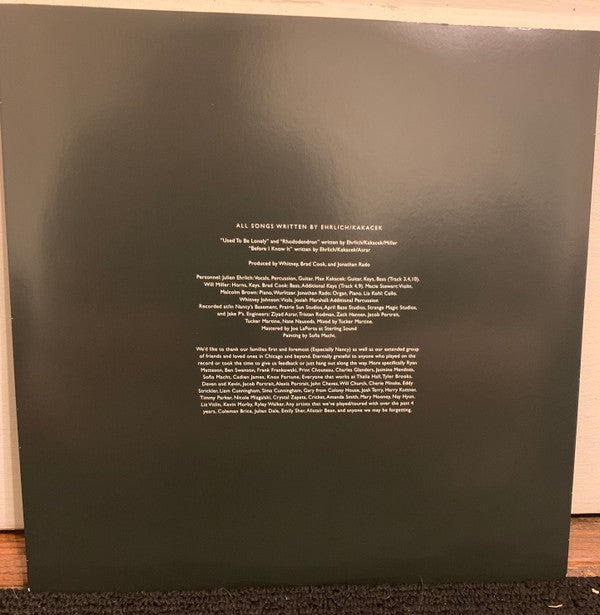 ALL SONGS WRITTEN BY EHRLICH/KAKACEK
"Used To Be Lonely" and "Rhododendron" written by Ehrlich/Kakacek/Miller
"Before I Know It" written by Ehrlich/Kakacek/Asrar
Produced by Whitney, Brad Cook, and Jonathan Rado
Personnel: Julien Ehrlich: Vocals, Percussion, Guitar. Max Kakacek: Guitar, Keys, Bass (Track 3,4,10).
Will Miller: Horns, Keys. Brad Cook: Bass, Additional Keys (Track 4,9). Macie Stewart: Violin.
Malcolm Brown: Piano, Wurlitzer. Jonathan Rado: Organ, Piano. Lia Kohl: Cello.
Whitney Johnson: Viola. Josiah Marshall: Additional Percussion.
Recorded at/in Nancy's Basement, Prairie Sun Studios, April Base Studios, Strange Magic Studios,
and Jake P's. Engineers: Ziyad Asrar, Tristan Rodman, Zach Hansen, Jacob Portrait,
Tucker Martine, Nate Nauseda. Mixed by Tucker Martine.
Mastered by Joe LaPorta at Sterling Sound
Painting by Sofia Macht.
We'd like to thank our families first and foremost (Especially Nancy) as well as our extended group
of friends and loved ones in Chicago and beyond. Eternally grateful to anyone who played on the
record or took the time to give us feedback or just hang out along the way. More specifically Ryan
Matteson, Ben Swanson, Frank Frankowski, Print Chouteau, Charles Glanders, Jasmine Mendoza,
Sofia Macht, Cadien James, Knox Fortune, Everyone that works at Thalia Hall, Tyler Brooks,
Devon and Kevin, Jacob Portrait, Alexis Portrait, John Chavez, Will Church, Cherie Minske, Eddy
Strickler, Liam Cunningham, Sima Cunningham, Gary from Colony House, Josh Terry, Harry Kuttner,
Timmy Parker, Nicole Miagalski, Crystal Zapata, Cricket, Amanda Smith, Mary Mooney, Nay Hyun,
Liz Voltn, Kevin Morby, Ryley Walker. Any artists that we've played/toured with over the past 4
years, Coleman Brice, Julian Dale, Emily Sher, Alistair Bean, and anyone we may be forgetting.